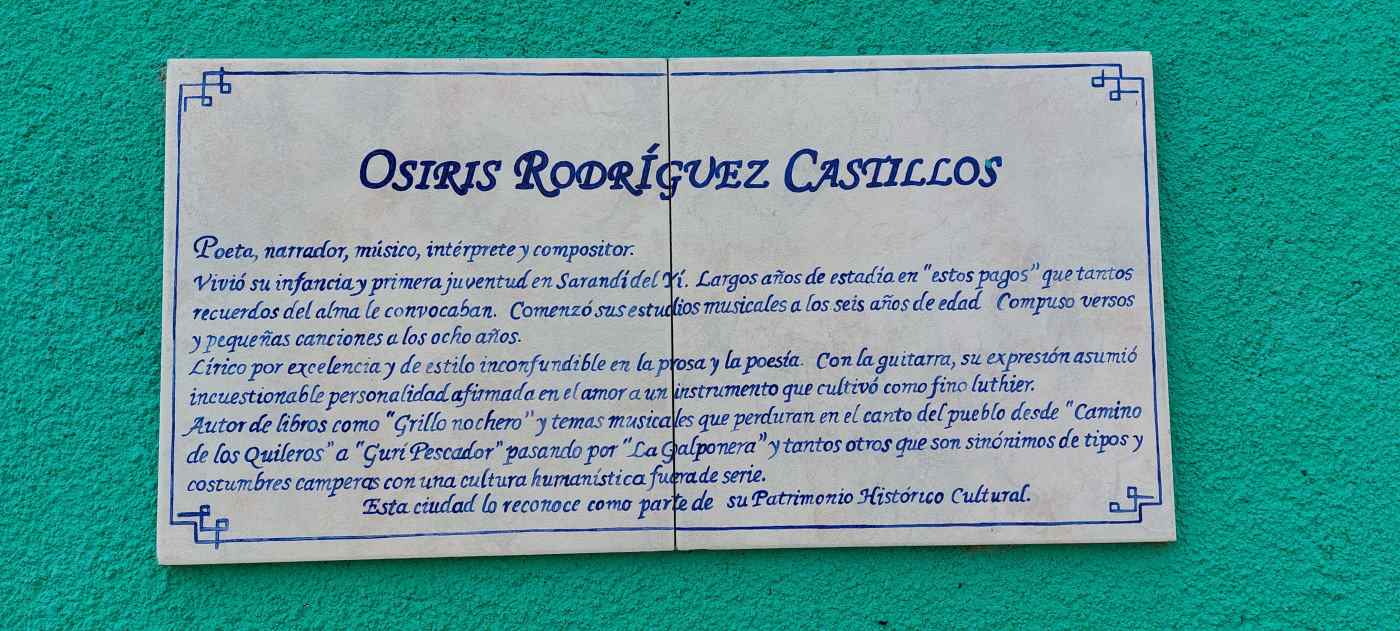 OSIRIS RODRÍGUEZ CASTILLOS
Poeta, narrador, músico, intérprete y compositor.
Vivió su infancia y primera juventud en Sarandí del Yí. Largos años de estadía en "estos pagos" que tantos
recuerdos del alma le convocaban. Comenzó sus estudios musicales a los seis años de edad Compuso versos
y pequeñas canciones a los ocho años.
Lírico por excelencia y de estilo inconfundible en la prosa y la poesía. Con la guitarra, su expresión asumió
incuestionable personalidad afirmada en el amor a un instrumento que cultivó como fino luthier.
Autor de libros como "Grillo nochero" y temas musicales que perduran en el canto del pueblo desde "Camino
de los Quileros" a "Gurí Pescador" pasando por "La Galponera" y tantos otros que son sinónimos de tipos y
costumbres camperas con una cultura humanística fuera de serie.
Esta ciudad lo reconoce como parte de su Patrimonio Histórico Cultural.